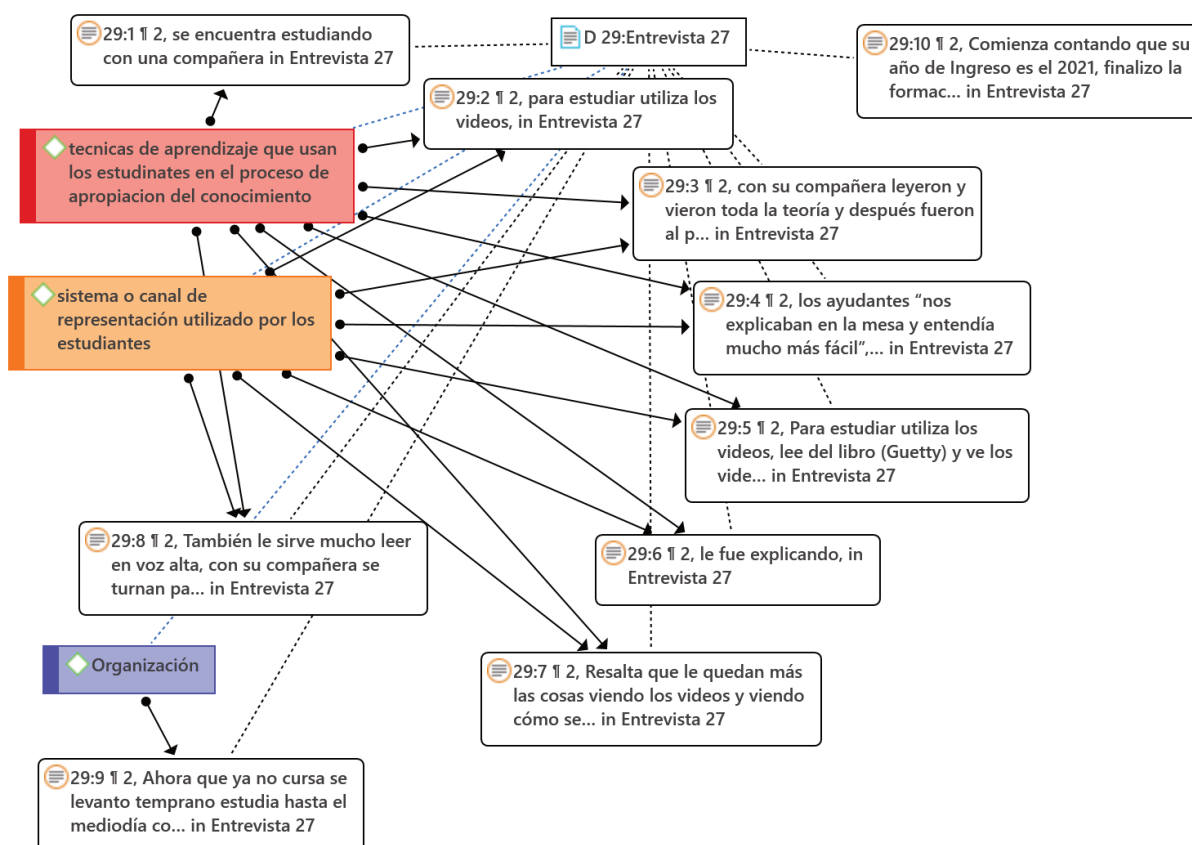 29:1 ¶ 2, se encuentra estudiando
con una compañera in Entrevista 27
D 29:Entrevista 27
29:10 ¶ 2, Comienza contando que su
año de Ingreso es el 2021, finalizo la
formac... in Entrevista 27
29:2 ¶ 2, para estudiar utiliza los
videos, in Entrevista 27
tecnicas de aprendizaje que usan
los estudinates en el proceso de
apropiacion del conocimiento
29:3 ¶ 2, con su compañera leyeron y
vieron toda la teoría y después fueron
al p... in Entrevista 27
sistema o canal de
representación utilizado por los
estudiantes
29:4 ¶ 2, los ayudantes “nos
explicaban en la mesa y entendía
mucho más fácil”,... in Entrevista 27
29:5 ¶ 2, Para estudiar utiliza los
videos, lee del libro (Guetty) y ve los
vide... in Entrevista 27
29:8 ¶ 2, También le sirve mucho leer
en voz alta, con su compañera se
turnan pa... in Entrevista 27
29:6 ¶ 2, le fue explicando, in
Entrevista 27
Organización
29:7 ¶ 2, Resalta que le quedan más
las cosas viendo los videos y viendo
cómo se... in Entrevista 27
29:9 ¶ 2, Ahora que ya no cursa se
levanto temprano estudia hasta el
mediodía co... in Entrevista 27